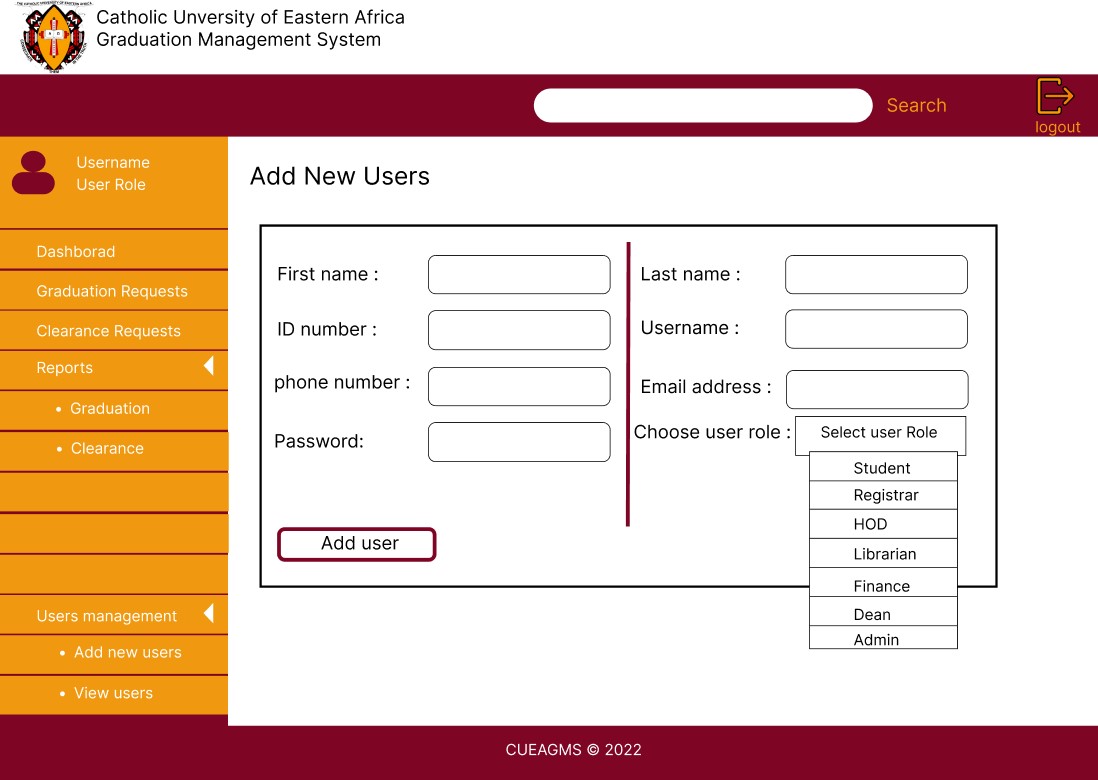 Catholic Unversity of Eastern Africa
Graduation Management System
Search
logout
Username
User Role
Dashborad
Graduation Requests
Clearance Requests
Reports
• Graduation
• Clearance
Users management
• Add new users
• View users
Add New Users
First name :
Last name :
ID number :
Username :
phone number :
Email address :
Password:
Choose user role :
Select user Role
Student
Registrar
HOD
Librarian
Finance
Dean
Admin
Add user
CUEAGMS © 2022